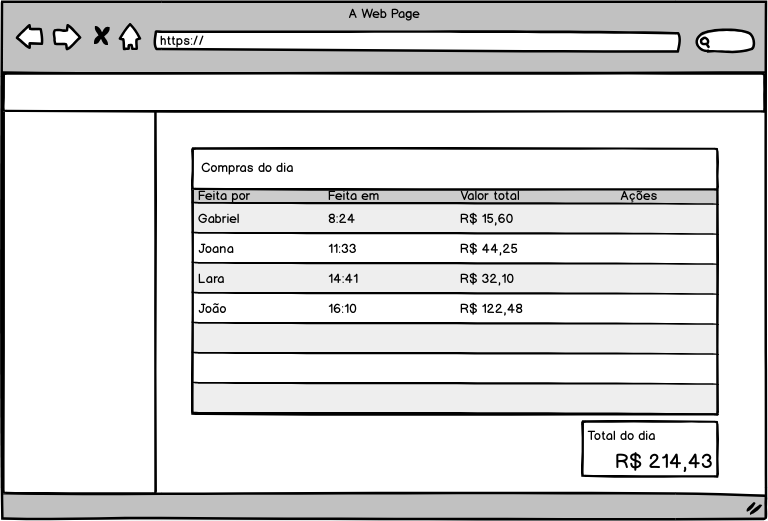 A Web Page
https://
Compras do dia
Feita por Feita em Valor total Ações
Gabriel 8:24 R$ 15,60
Joana 11:33 R$ 44,25
Lara 14:41 R$ 32,10
João 16:10 R$ 122,48
Total do dia
R$ 214,43